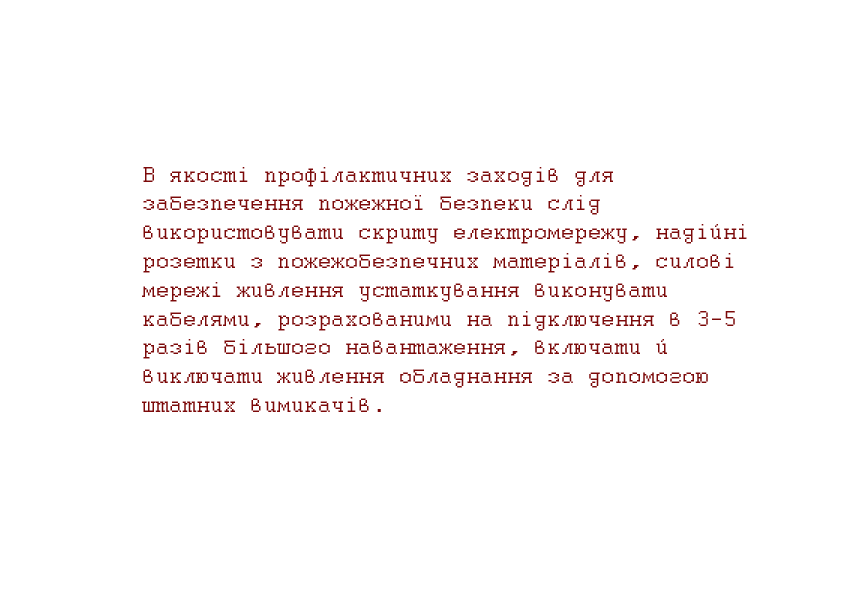 В якості профілактичних заходів для
забезпечення пожежної безпеки слід
використовувати скриту електромережу, надійні
розетки з пожежобезпечних матеріалів, силові
мережі живлення устаткування виконувати
кабелями, розрахованими на підключення в 3-5
разів більшого навантаження, включати й
виключати живлення обладнання за допомогою
штатних вимикачів.